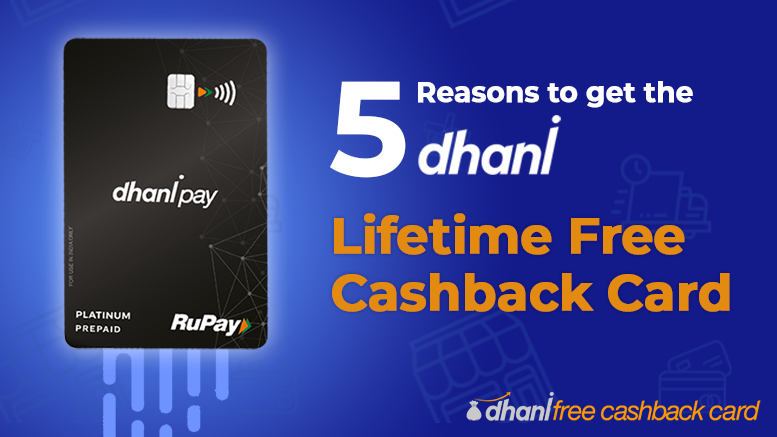 dhani pay
FOR USE IN INDIA ONLY
PLATINUM
PREPAID
RuPay
5 Reasons to get the
dhani
Lifetime Free
Cashback Card
dhani free cashback card